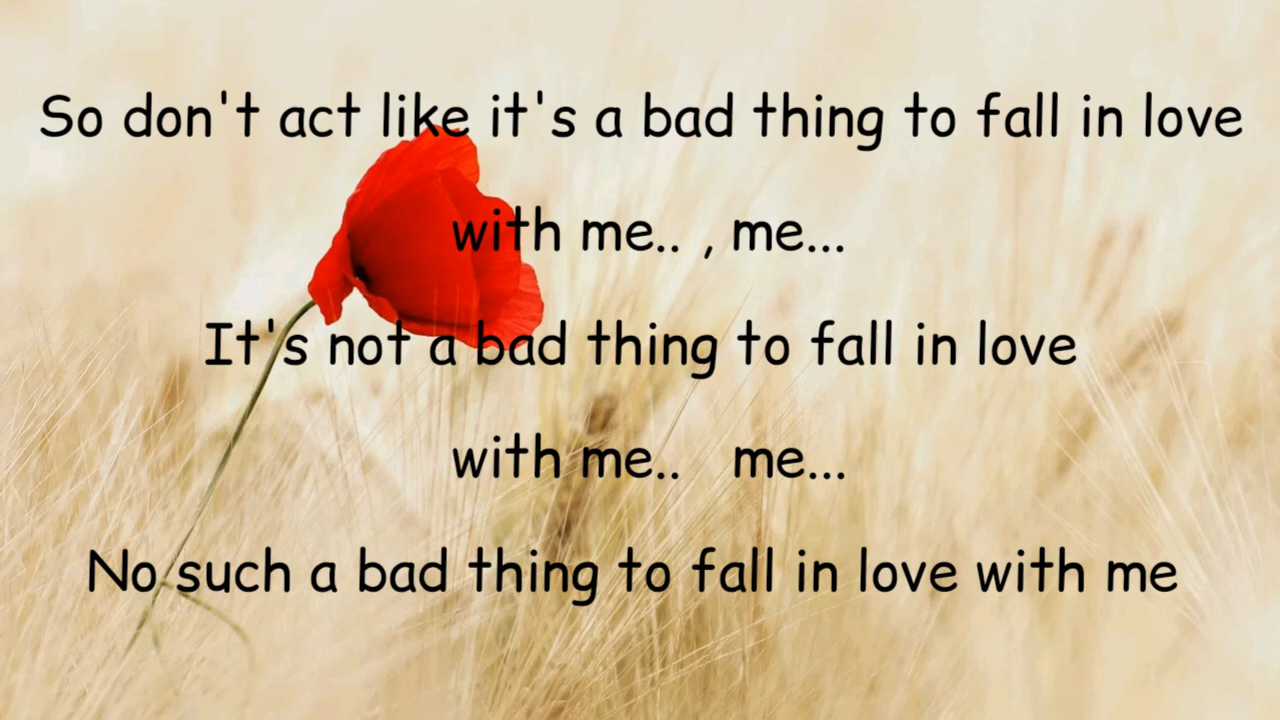 So don't act like it's a bad thing to fall in love
with me.. , me...
It's not a bad thing to fall in love
with me.. me...
No such a bad thing to fall in love with me